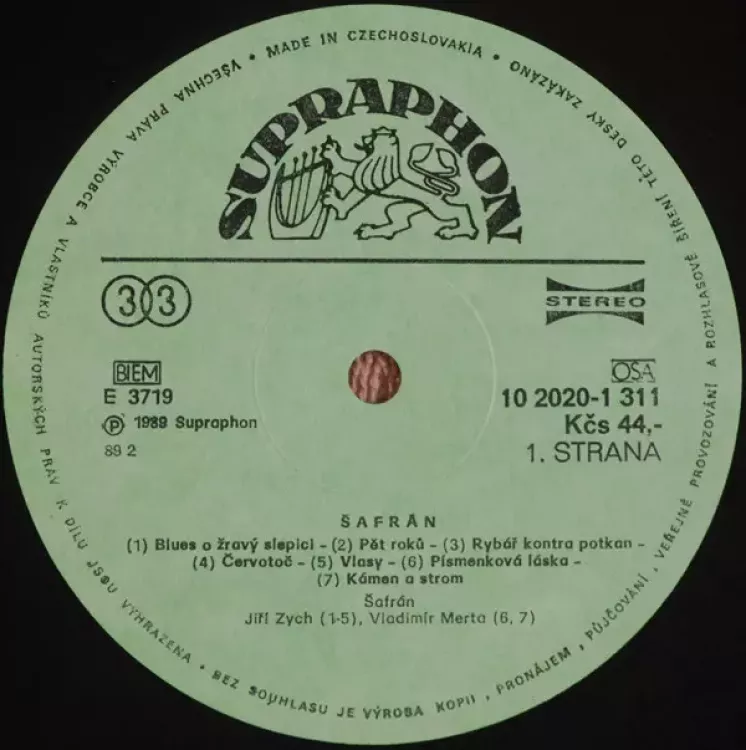 VŠECHNA PRÁVA VÝROBCE A VLASTNÍKŮ AUTORSKÝCH PRÁV K DÍLU JSOU VYHRAZENA • BEZ SOUHLASU JE VÝROBA KOPII , PRONÁJEM , PŮJČOVÁNÍ , VEŘEJNÉ PROVOZOVÁNÍ A ROZHLASOVÉ ŠÍŘENÍ TÉTO DESKY ZAKÁZÁNO • MADE IN CZECHOSLOVAKIA •
SUPRAPHON
33
STEREO
BIEM
OSA
E 3719
10 2020-1 311
Ⓟ 1989 Supraphon
Kčs 44,-
89 2
1. STRANA
ŠAFRÁN
(1) Blues o žravý slepici – (2) Pět roků – (3) Rybář kontra potkan –
(4) Červotoč – (5) Vlasy – (6) Písmenková láska –
(7) Kámen a strom
Šafrán
Jiří Zych (1-5), Vladimír Merta (6, 7)